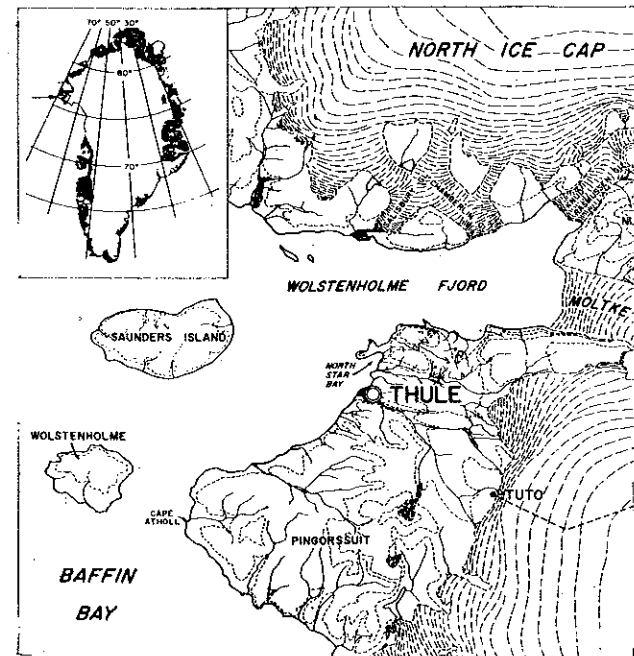 70° 50° 30°
80°
70°
NORTH ICE CAP
WOLSTENHOLME FJORD
MOLTKE
SAUNDERS ISLAND
NORTH
STAR
BAY
THULE
WOLSTENHOLME
TUTO
CAPE
ATHOLL
PINGORSSUIT
BAFFIN
BAY